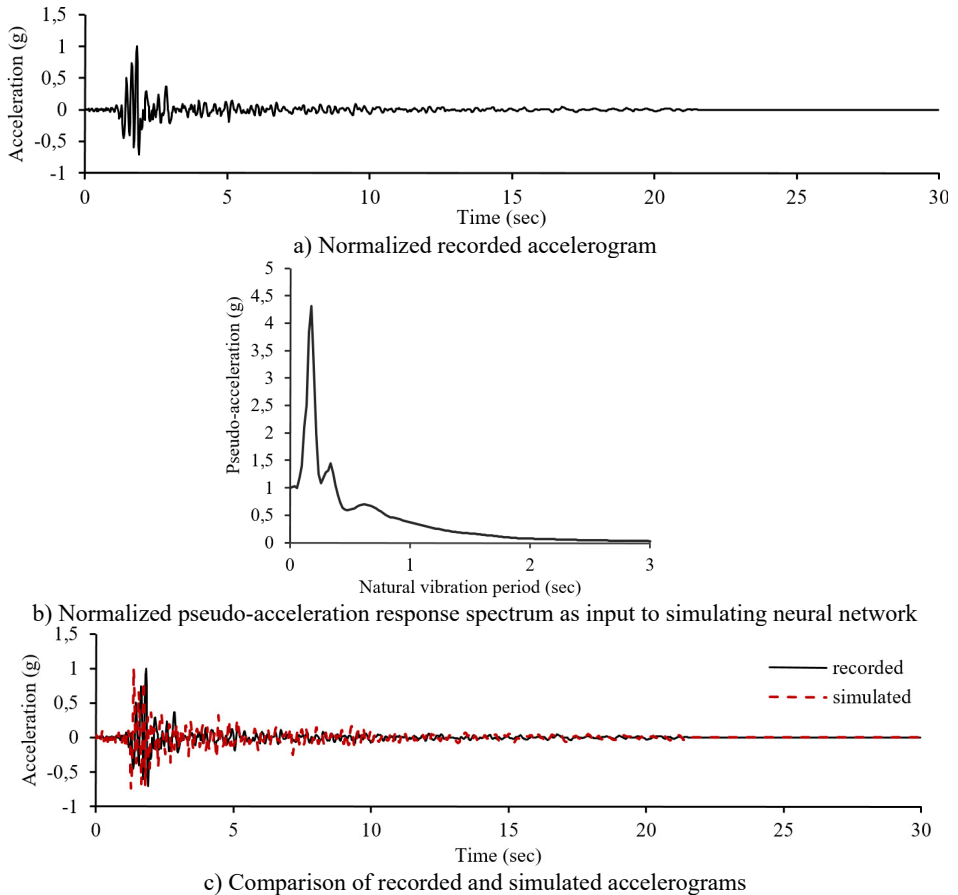 1,5
1
0,5
0
-0,5
-1
Acceleration (g)
0 5 10 15 20 25 30
Time (sec)
a) Normalized recorded accelerogram
5
4,5
4
3,5
3
2,5
2
1,5
1
0,5
0
Pseudo-acceleration (g)
0 1 2 3
Natural vibration period (sec)
b) Normalized pseudo-acceleration response spectrum as input to simulating neural network
1,5
1
0,5
0
-0,5
-1
Acceleration (g)
recorded
simulated
0 5 10 15 20 25 30
Time (sec)
c) Comparison of recorded and simulated accelerograms